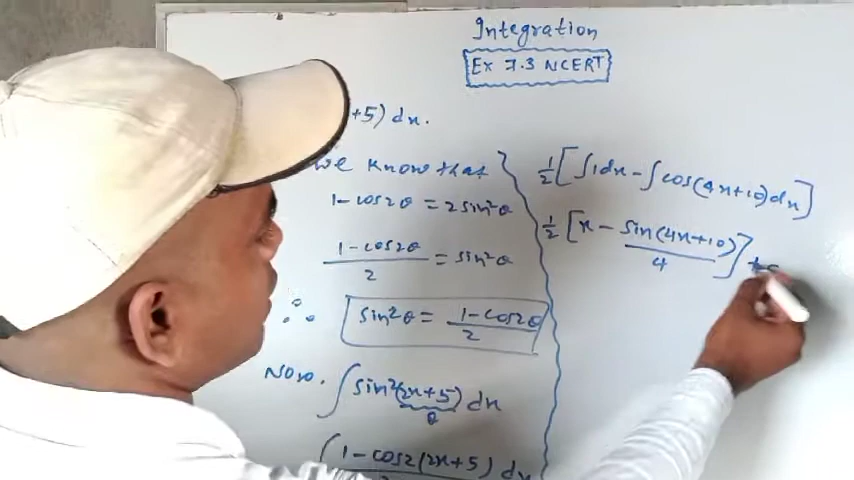 Integration
Ex 7.3 NCERT
+5) dx.
we know that
1-cos2θ = 2sin²θ
1-cos2θ / 2 = sin²θ
∴ sin²θ = 1-cos2θ / 2
Now. ∫ sin²(2x+5) dx
θ
∫ (1-cos2(2x+5) dx
1/2 [∫1dx - ∫cos(4x+10)dx]
1/2 [x - sin(4x+10) / 4] +c